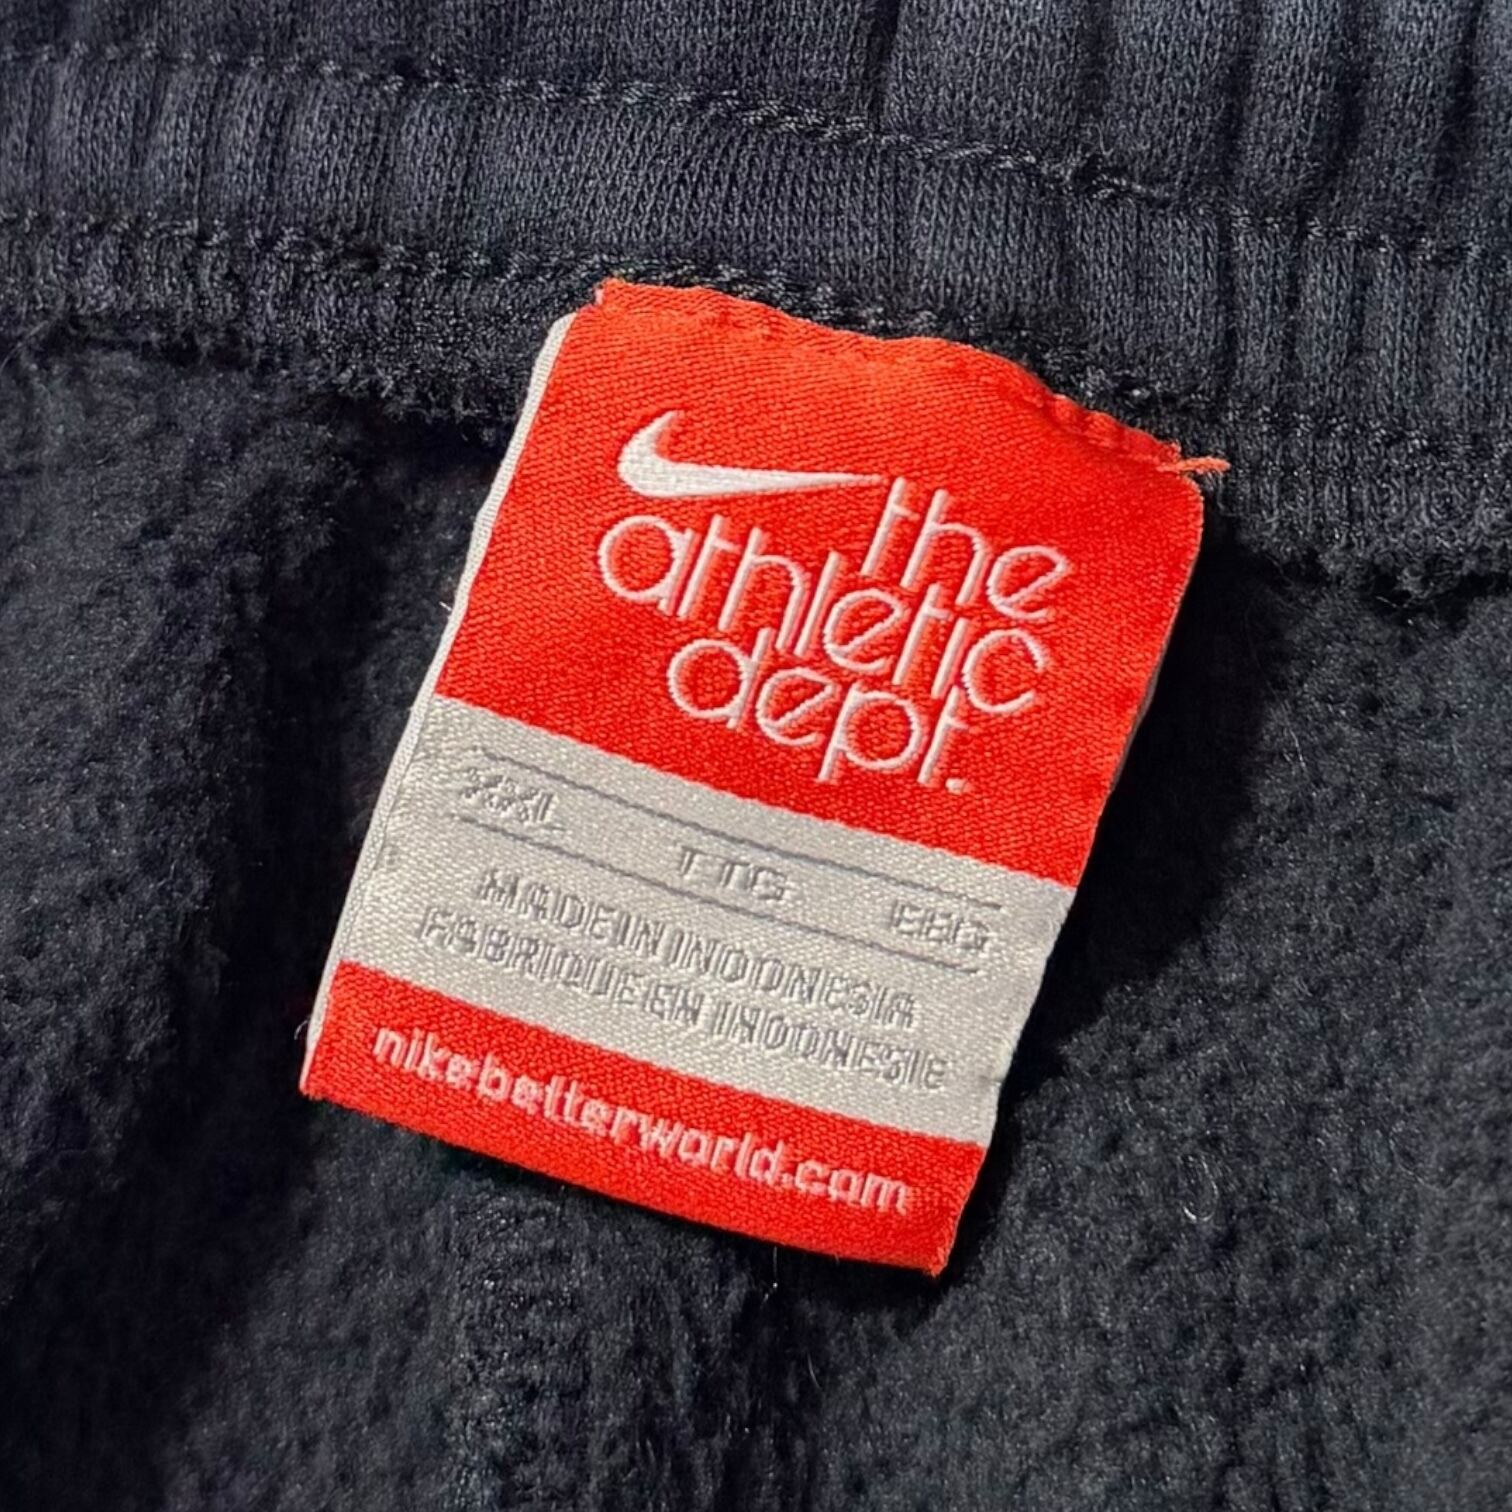 the
athletic
dept.
XXL TTG EEG
MADE IN INDONESIA
FABRIQUE EN INDONESIE
nikebetterworld.com